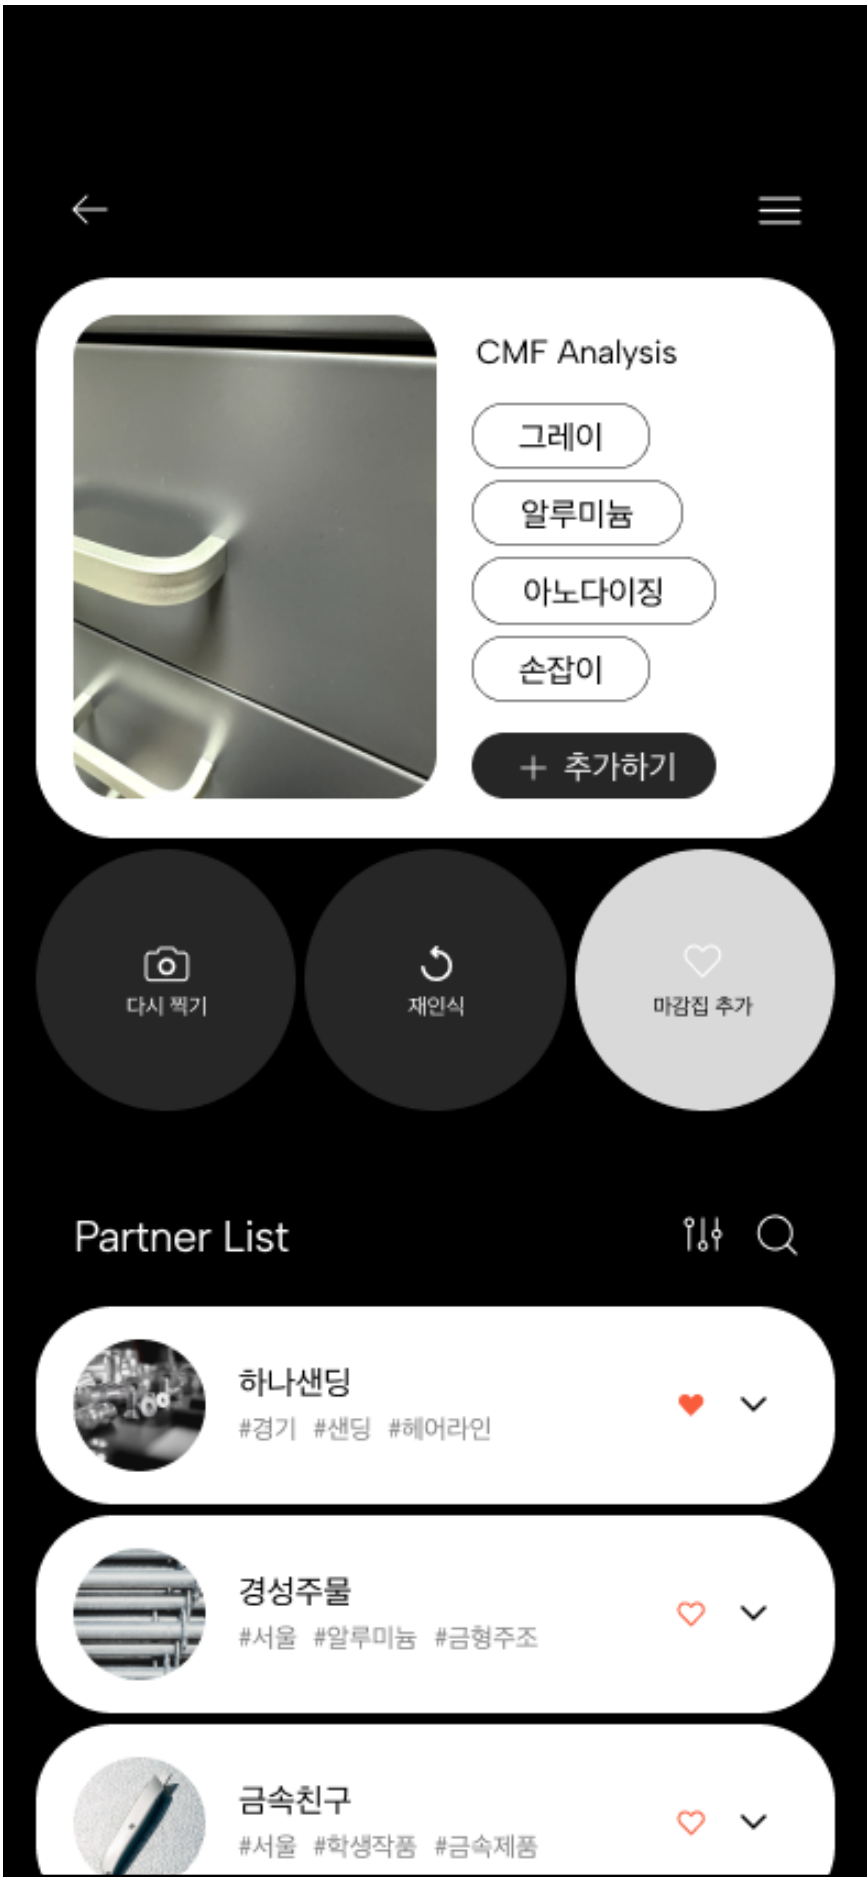 CMF Analysis
그레이
알루미늄
아노다이징
손잡이
+ 추가하기
다시 찍기
재인식
마감집 추가
Partner List
하나샌딩
#경기 #샌딩 #헤어라인
경성주물
#서울 #알루미늄 #금형주조
금속친구
#서울 #학생작품 #금속제품